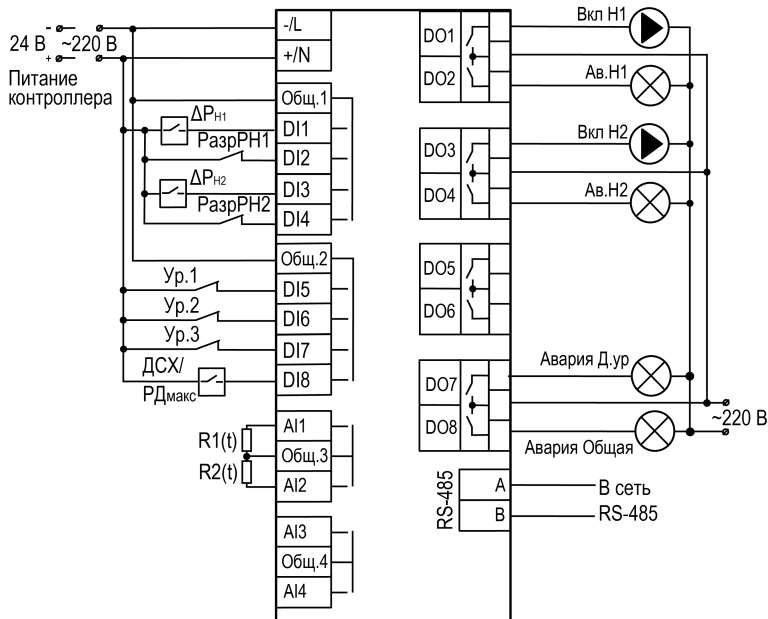 24 В
~220 В
-
+
Питание
контроллера
-/L
+/N
Общ.1
DI1
DI2
DI3
DI4
ΔPН1
РазрРН1
ΔPН2
РазрРН2
Общ.2
DI5
DI6
DI7
DI8
Ур.1
Ур.2
Ур.3
ДСХ/
РДмакс
AI1
Общ.3
AI2
R1(t)
R2(t)
AI3
Общ.4
AI4
DO1
DO2
Вкл Н1
Ав.Н1
DO3
DO4
Вкл Н2
Ав.Н2
DO5
DO6
DO7
DO8
Авария Д.ур
Авария Общая
~220 В
RS-485
A
B
В сеть
RS-485